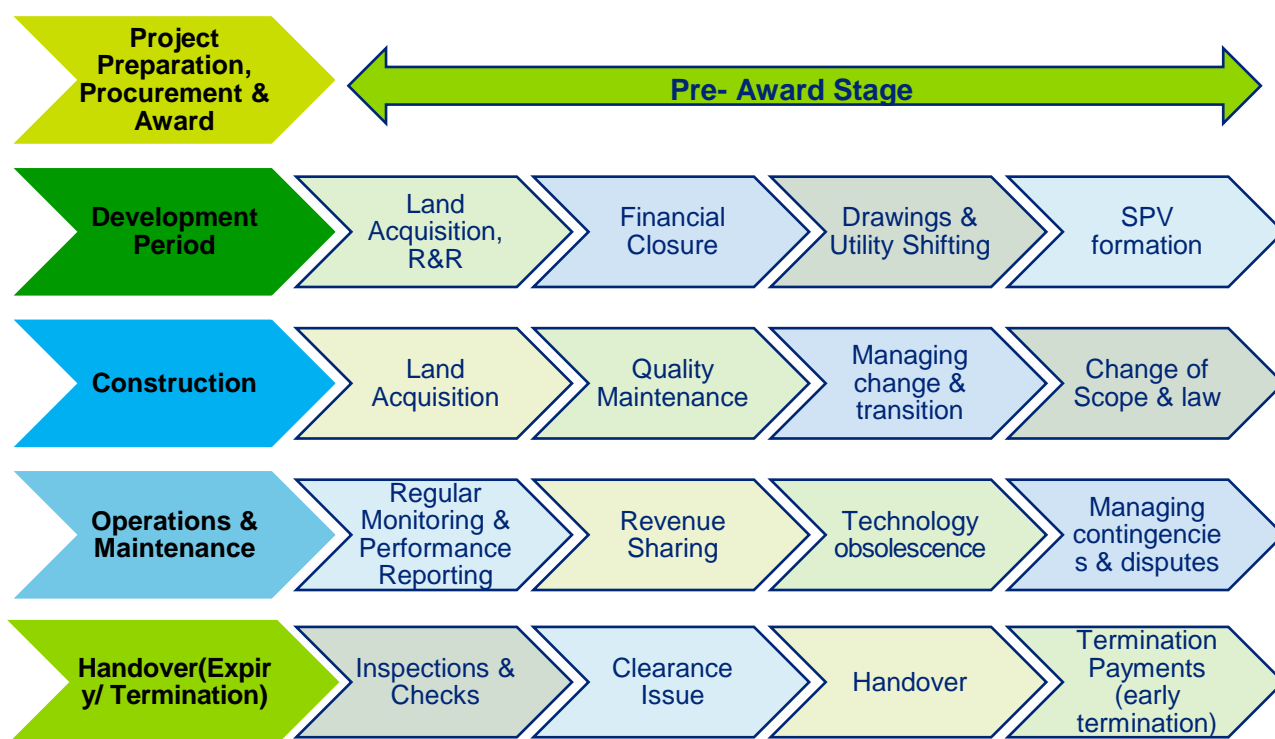 Project
Preparation,
Procurement &
Award
Pre- Award Stage
Development
Period
Land
Acquisition,
R&R
Financial
Closure
Drawings &
Utility Shifting
SPV
formation
Construction
Land
Acquisition
Quality
Maintenance
Managing
change &
transition
Change of
Scope & law
Operations &
Maintenance
Regular
Monitoring &
Performance
Reporting
Revenue
Sharing
Technology
obsolescence
Managing
contingencie
s & disputes
Handover(Expir
y/ Termination)
Inspections &
Checks
Clearance
Issue
Handover
Termination
Payments
(early
termination)